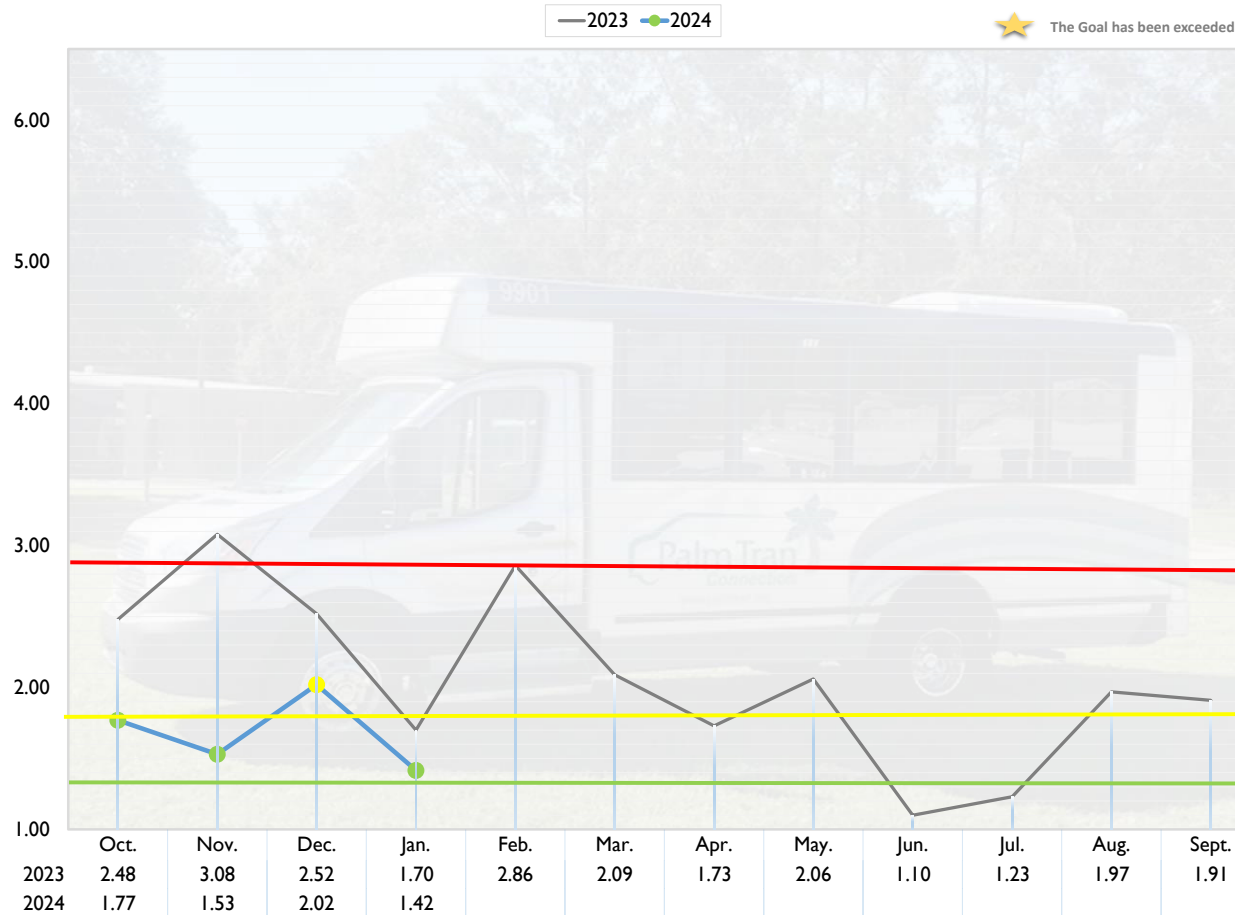 2023 2024
The Goal has been exceeded
6.00
5.00
4.00
3.00
2.00
1.00
9901
Palm Tran
Connection
Oct. Nov. Dec. Jan. Feb. Mar. Apr. May. Jun. Jul. Aug. Sept.
2023 2.48 3.08 2.52 1.70 2.86 2.09 1.73 2.06 1.10 1.23 1.97 1.91
2024 1.77 1.53 2.02 1.42